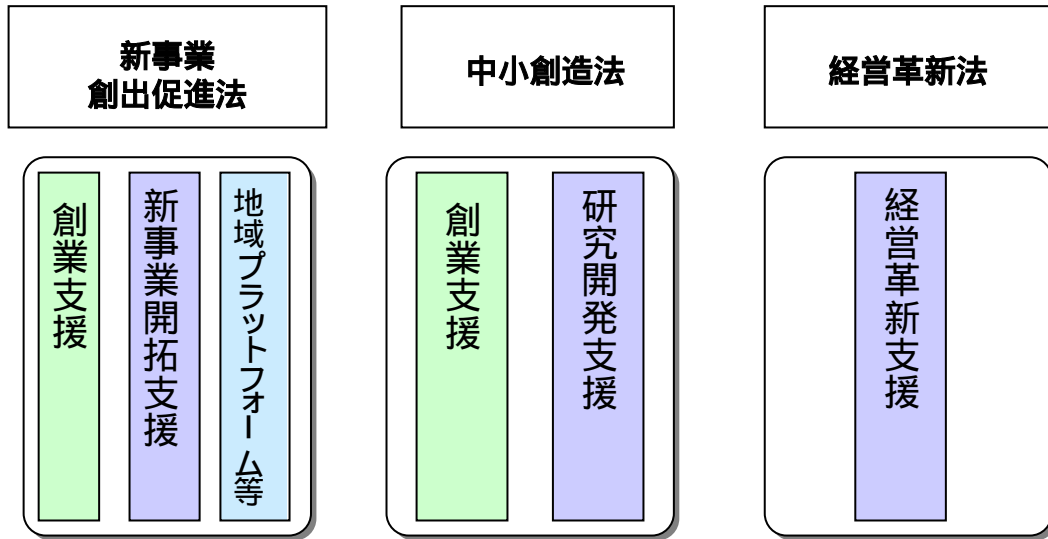 新事業
創出促進法
中小創造法
経営革新法
創業支援
新事業開拓支援
地域プラットフォーム等
創業支援
研究開発支援
経営革新支援